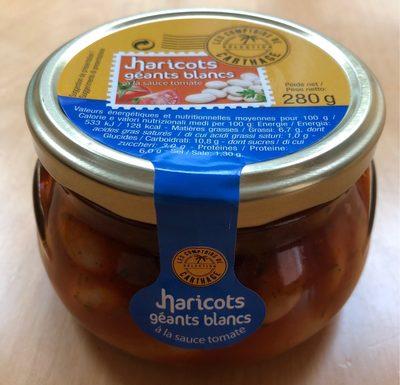 LES COMPTOIRS DE
SELECTION
CARTHAGE
haricots
géants blancs
à la sauce tomate
Poids net /
Peso netto:
280 g
Valeurs énergétiques et nutritionnelles moyennes pour 100 g /
Calorie e valori nutrizionali medi per 100 g: Energie / Energia:
533 kJ / 128 kcal - Matières grasses / Grassi: 6,7 g, dont
acides gras saturés / di cui acidi grassi saturi: 1,0 g -
Glucides / Carboidrati: 10,8 g - dont sucres / di cui
zuccheri: 3,6 g - Protéines / Proteine:
6,0 g - Sel / Sale: 1,30 g.
LES COMPTOIRS DE
SELECTION
CARTHAGE
haricots
géants blancs
à la sauce tomate